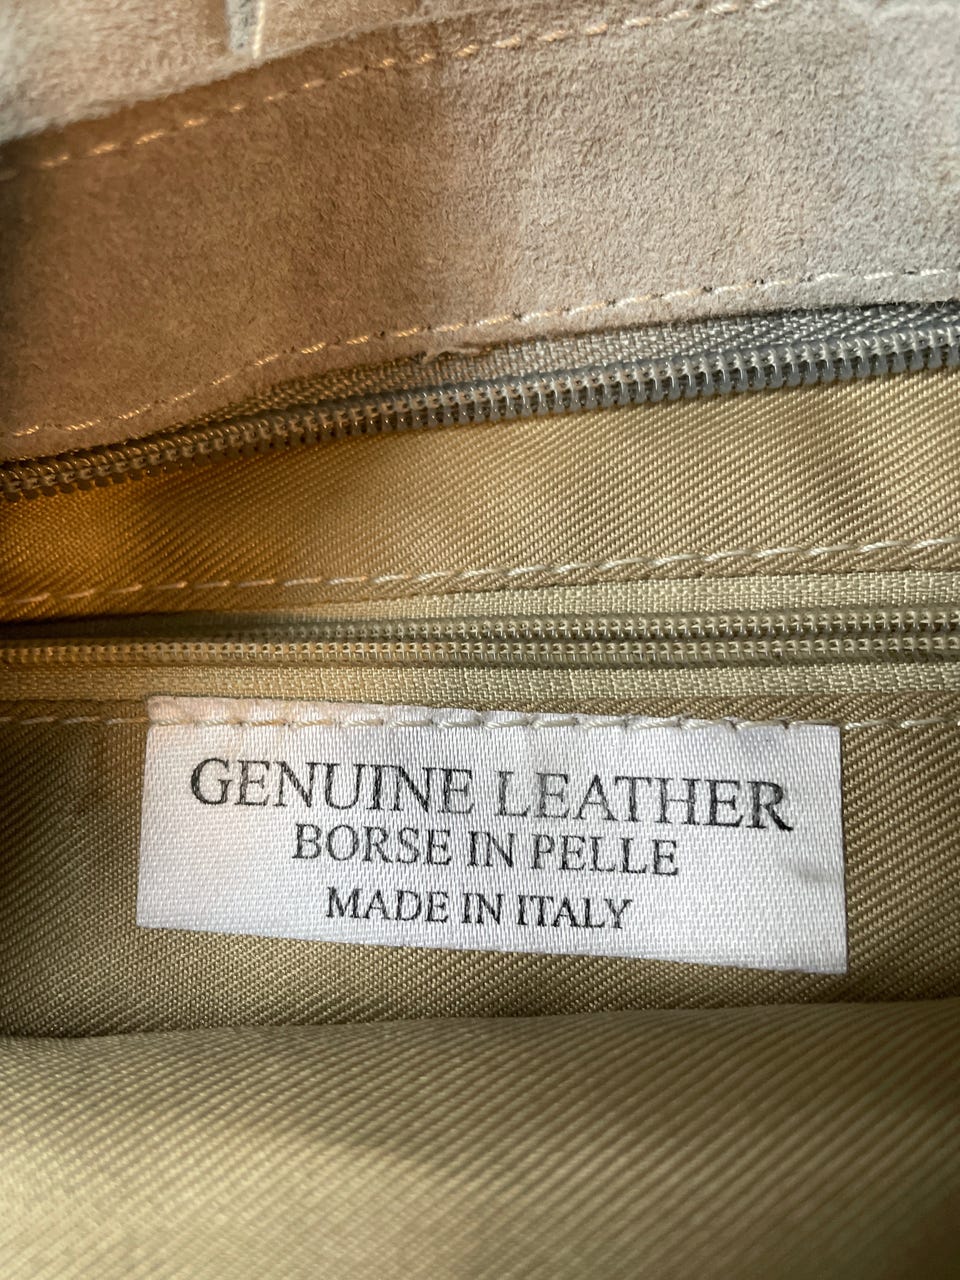 GENUINE LEATHER
BORSE IN PELLE
MADE IN ITALY